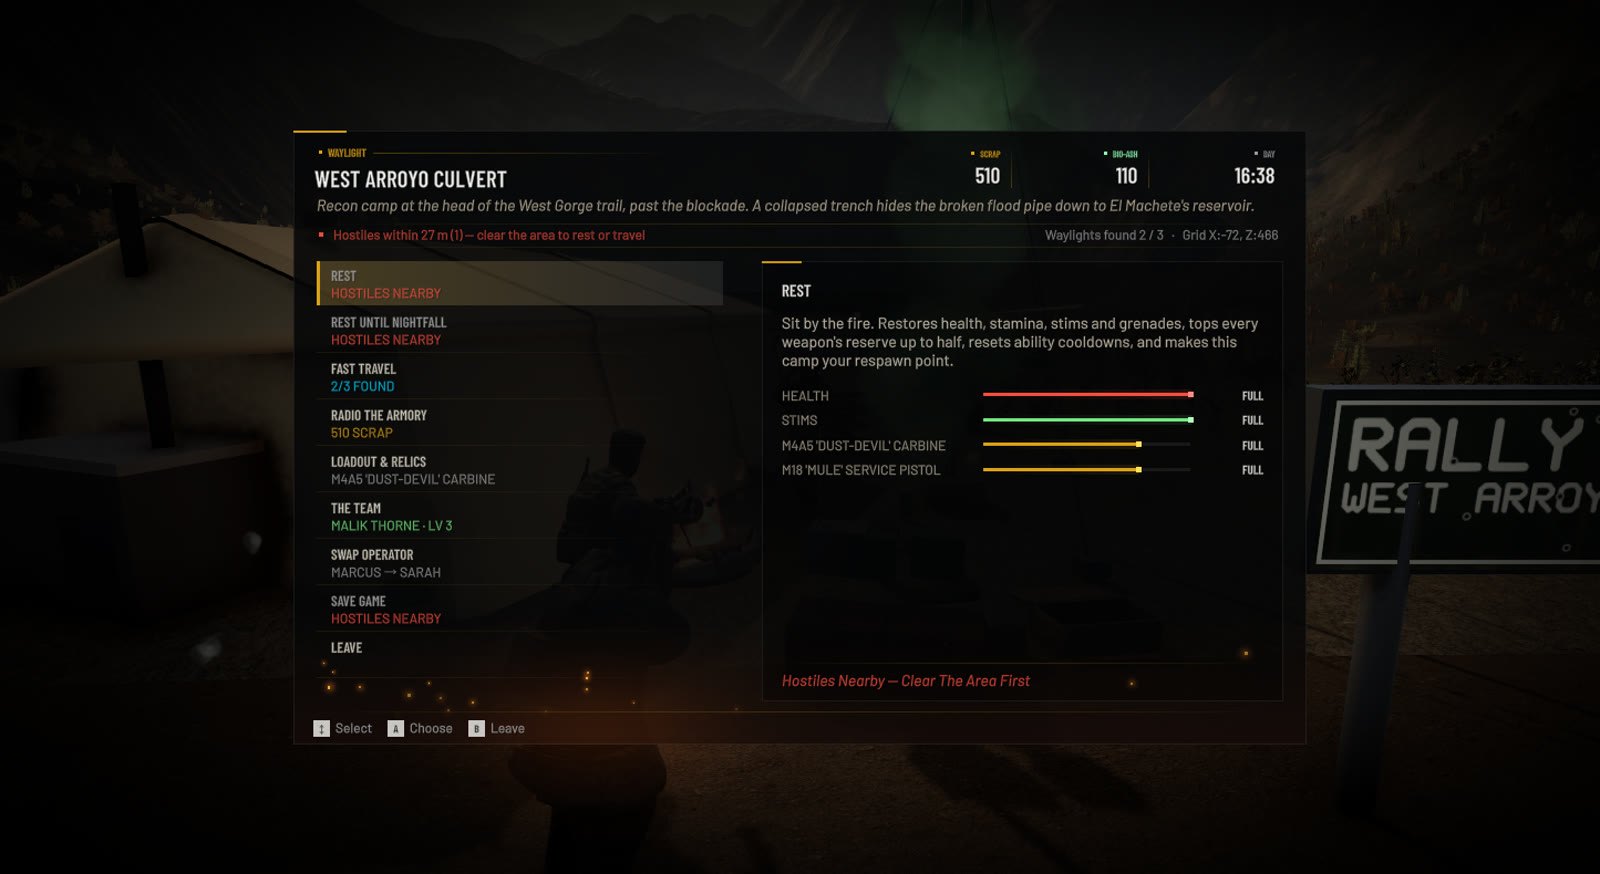 WAYLIGHT
WEST ARROYO CULVERT
SCRAP
510
BIO-ASH
110
DAY
16:38
Recon camp at the head of the West Gorge trail, past the blockade. A collapsed trench hides the broken flood pipe down to El Machete's reservoir.
Hostiles within 27 m (1) — clear the area to rest or travel
Waylights found 2 / 3 · Grid X:-72, Z:466
REST
HOSTILES NEARBY
REST UNTIL NIGHTFALL
HOSTILES NEARBY
FAST TRAVEL
2/3 FOUND
RADIO THE ARMORY
510 SCRAP
LOADOUT & RELICS
M4A5 'DUST-DEVIL' CARBINE
THE TEAM
MALIK THORNE · LV 3
SWAP OPERATOR
MARCUS → SARAH
SAVE GAME
HOSTILES NEARBY
LEAVE
REST
Sit by the fire. Restores health, stamina, stims and grenades, tops every
weapon's reserve up to half, resets ability cooldowns, and makes this
camp your respawn point.
HEALTH FULL
STIMS FULL
M4A5 'DUST-DEVIL' CARBINE FULL
M18 'MULE' SERVICE PISTOL FULL
Hostiles Nearby — Clear The Area First
↕ Select A Choose B Leave
RALLY
WEST ARROY